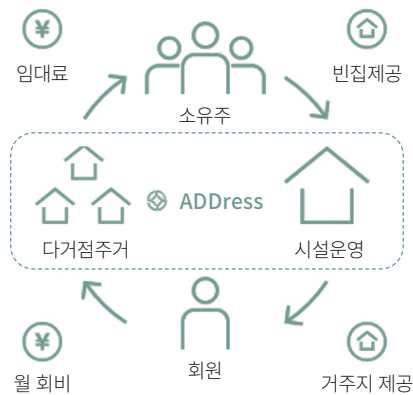 ¥
임대료
빈집제공
소유주
ADDress
다거점주거
시설운영
¥
월 회비
회원
거주지 제공